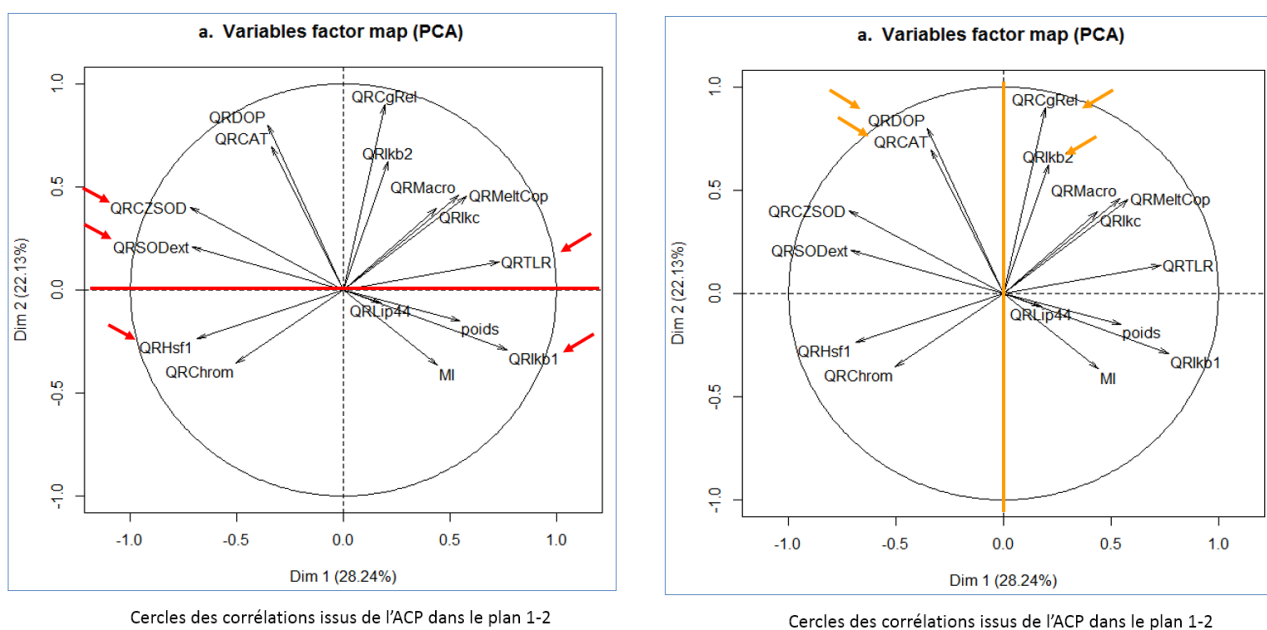 a. Variables factor map (PCA)
Dim 2 (22.13%)
1.0
0.5
0.0
-0.5
-1.0
QRCgRel
QRDOP
QRCAT
QRIkb2
QRMacro
QRMeltCop
QRIkc
QRCZSOD
QRSODext
QRTLR
QRLip44
poids
QRHsf1
QRIkb1
QRChrom
MI
-1.0 -0.5 0.0 0.5 1.0
Dim 1 (28.24%)
Cercles des corrélations issus de l'ACP dans le plan 1-2
a. Variables factor map (PCA)
Dim 2 (22.13%)
1.0
0.5
0.0
-0.5
-1.0
QRCgRel
QRDOP
QRCAT
QRIkb2
QRMacro
QRMeltCop
QRIkc
QRCZSOD
QRSODext
QRTLR
QRLip44
poids
QRHsf1
QRIkb1
QRChrom
MI
-1.0 -0.5 0.0 0.5 1.0
Dim 1 (28.24%)
Cercles des corrélations issus de l'ACP dans le plan 1-2